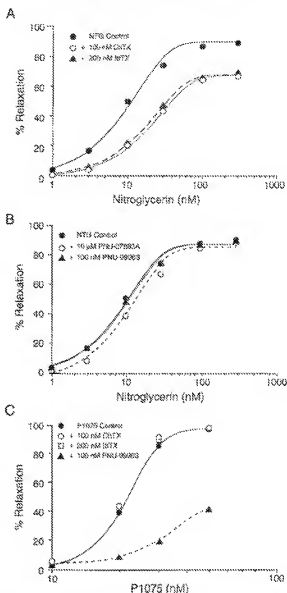 A
100
80
60
40
20
0
% Relaxation
NTG Control
+ 100 nM ChTX
+ 200 nM IbTX
1
10
100
1000
Nitroglycerin (nM)
B
100
80
60
40
20
0
% Relaxation
NTG Control
+ 10 µM PNU-37883A
+ 100 nM PNU-99963
1
10
100
1000
Nitroglycerin (nM)
C
100
80
60
40
20
0
% Relaxation
P1075 Control
+ 100 nM ChTX
+ 200 nM IbTX
+ 100 nM PNU-99963
10
100
P1075 (nM)